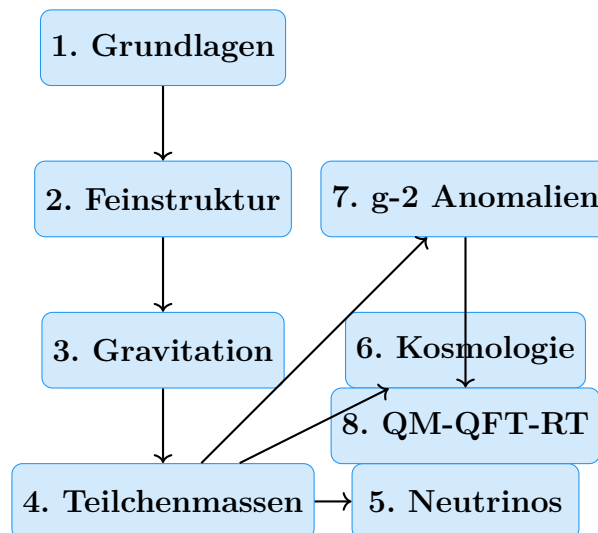 1. Grundlagen
2. Feinstruktur
7. g-2 Anomalien
3. Gravitation
6. Kosmologie
8. QM-QFT-RT
4. Teilchenmassen
5. Neutrinos